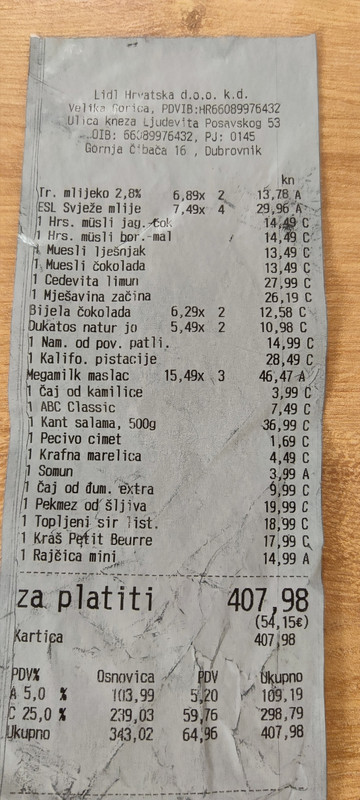 Lidl Hrvatska d.o.o. k.d.
Velika Gorica, PDVIB:HR66089976432
Ulica kneza Ljudevita Posavskog 53
OIB: 66089976432, PJ: 0145
Gornja Čibača 16 , Dubrovnik
kn
Tr. mlijeko 2,8% 6,89x 2 13,78 A
ESL Svježe mlije 7,49x 4 29,96 A
1 Hrs. müsli jag.-čok 14,49 C
1 Hrs. müsli bor.-mal 14,49 C
1 Muesli lješnjak 13,49 C
1 Muesli čokolada 13,49 C
1 Cedevita limun 27,99 C
1 Mješavina začina 26,19 C
Bijela čokolada 6,29x 2 12,58 C
Dukatos natur jo 5,49x 2 10,98 C
1 Nam. od pov. patli. 14,99 C
1 Kalifo. pistacije 28,49 C
Megamilk maslac 15,49x 3 46,47 A
1 Čaj od kamilice 3,99 C
1 ABC Classic 7,49 C
1 Kant salama, 500g 36,99 C
1 Pecivo cimet 1,69 C
1 Krafna marelica 4,49 C
1 Somun 3,99 A
1 Čaj od đum. extra 9,99 C
1 Pekmez od šljiva 19,99 C
1 Topljeni sir list. 18,99 C
1 Kraš Petit Beurre 17,99 C
1 Rajčica mini 14,99 A
za platiti 407,98
(54,15€)
Kartica 407,98
PDV% Osnovica PDV Ukupno
A 5,0 % 103,99 5,20 109,19
C 25,0 % 239,03 59,76 298,79
Ukupno 343,02 64,96 407,98